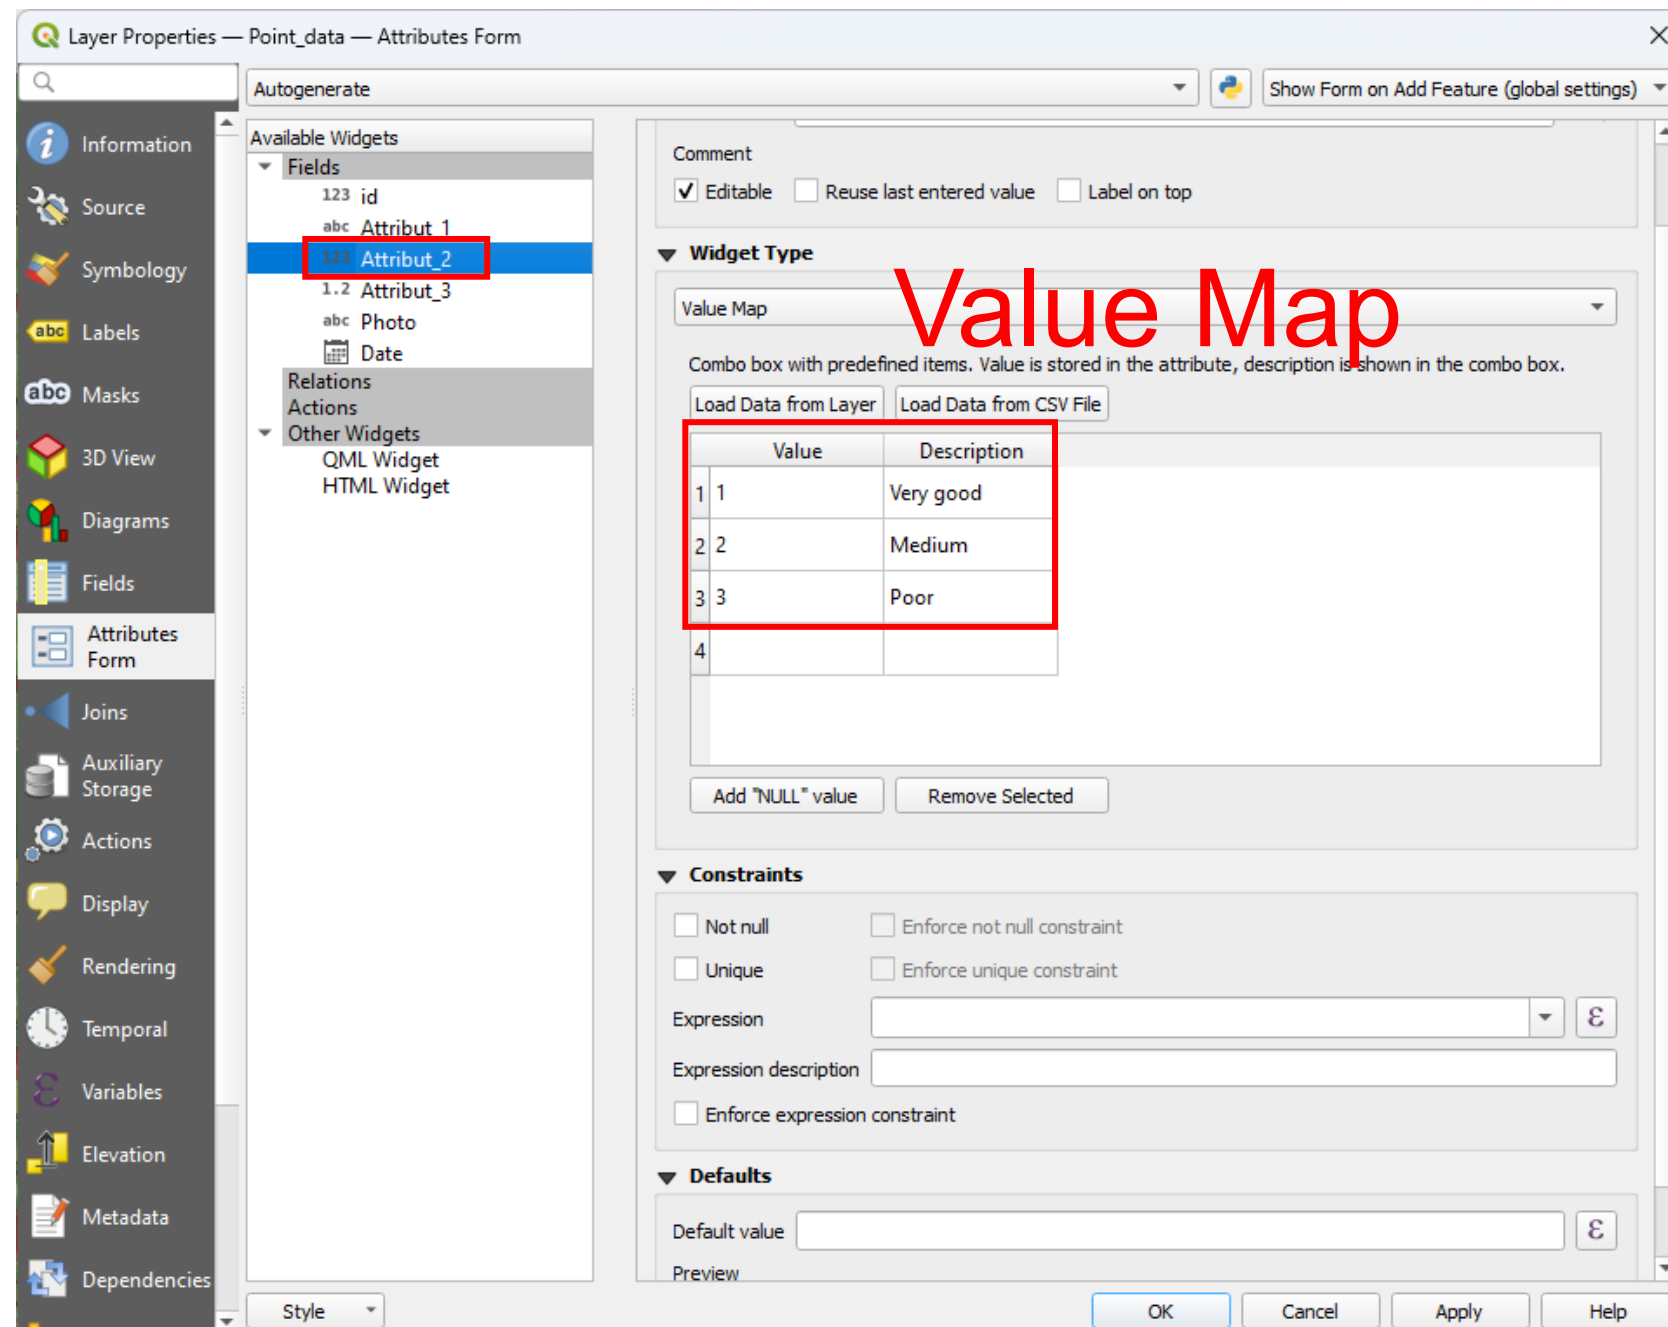 Layer Properties — Point_data — Attributes Form
Autogenerate
Show Form on Add Feature (global settings)
Information
Source
Symbology
abc Labels
abc Masks
3D View
Diagrams
Fields
Attributes
Form
Joins
Auxiliary
Storage
Actions
Display
Rendering
Temporal
ε Variables
Elevation
Metadata
Dependencies
Available Widgets
Fields
123 id
abc Attribut_1
123 Attribut_2
1.2 Attribut_3
abc Photo
Date
Relations
Actions
Other Widgets
QML Widget
HTML Widget
Comment
Editable Reuse last entered value Label on top
Widget Type
Value Map
Value Map
Combo box with predefined items. Value is stored in the attribute, description is shown in the combo box.
Load Data from Layer Load Data from CSV File
Value Description
1 1 Very good
2 2 Medium
3 3 Poor
4
Add "NULL" value Remove Selected
Constraints
Not null Enforce not null constraint
Unique Enforce unique constraint
Expression ε
Expression description
Enforce expression constraint
Defaults
Default value ε
Preview
Style OK Cancel Apply Help